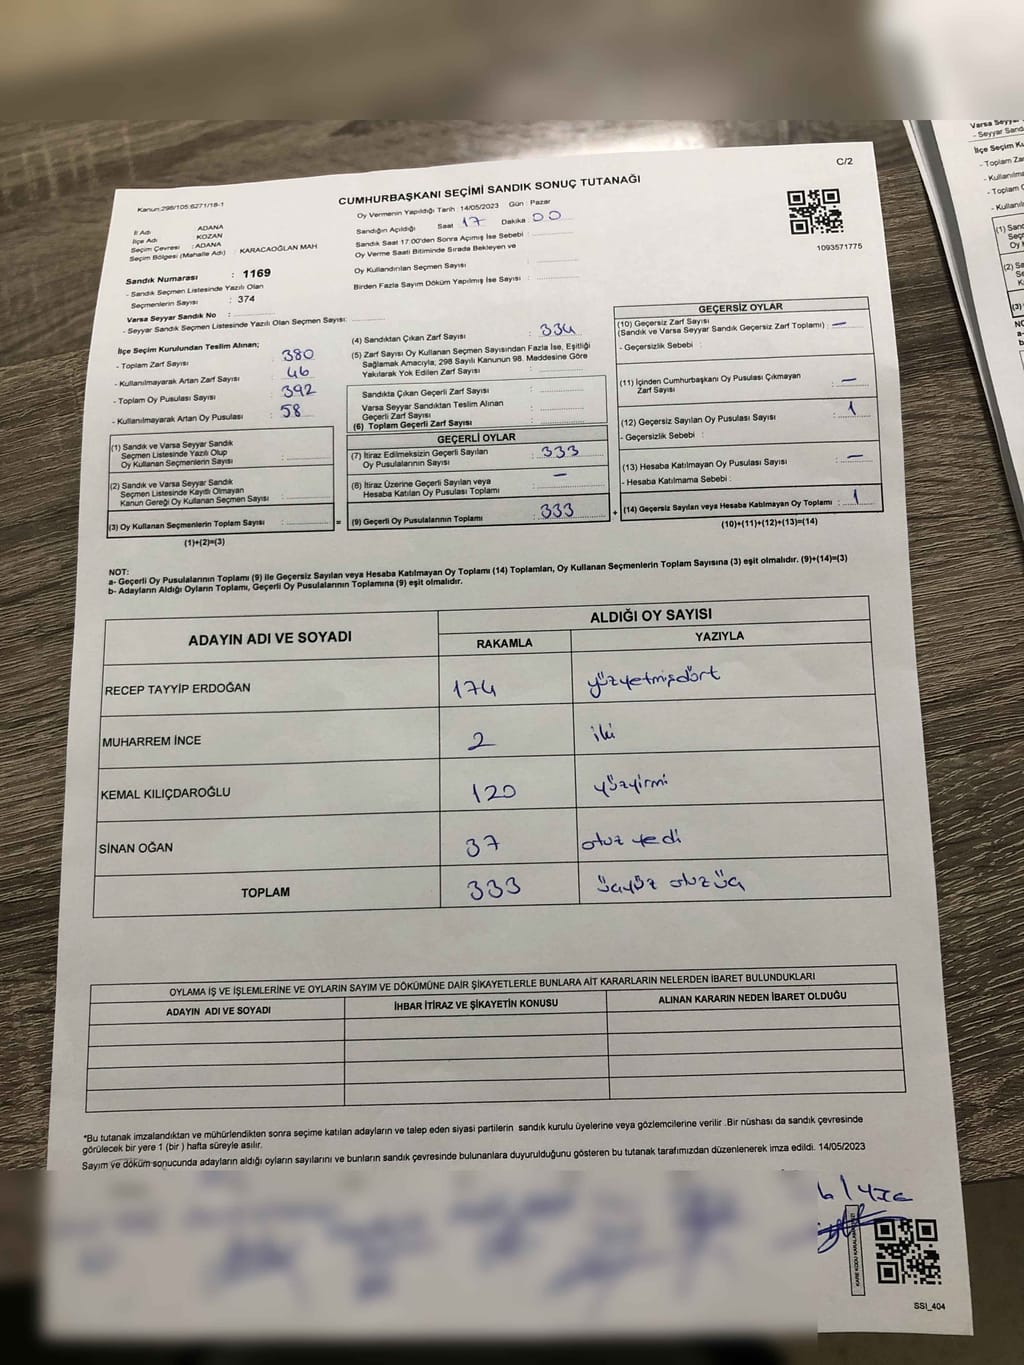 C/2
Kanun:298/105:6271/18-1
CUMHURBAŞKANI SEÇİMİ SANDIK SONUÇ TUTANAĞI
Oy Vermenin Yapıldığı Tarih :14/05/2023 Gün : Pazar
Sandığın Açıldığı Saat 17 Dakika : 00
Sandık Saat 17:00'den Sonra Açımış İse Sebebi :
Oy Verme Saati Bitiminde Sırada Bekleyen ve
Oy Kullandırılan Seçmen Sayısı :
Birden Fazla Sayım Döküm Yapılmış İse Sayısı :
1093571775
İl Adı : ADANA
İlçe Adı : KOZAN
Seçim Çevresi : ADANA
Seçim Bölgesi (Mahalle Adı) : KARACAOĞLAN MAH
Sandık Numarası : 1169
- Sandık Seçmen Listesinde Yazılı Olan
Seçmenlerin Sayısı : 374
Varsa Seyyar Sandık No :
- Seyyar Sandık Seçmen Listesinde Yazılı Olan Seçmen Sayısı:
İlçe Seçim Kurulundan Teslim Alınan;
- Toplam Zarf Sayısı : 380
- Kullanılmayarak Artan Zarf Sayısı : 46
- Toplam Oy Pusulası Sayısı : 392
- Kullanılmayarak Artan Oy Pusulası : 58
(1) Sandık ve Varsa Seyyar Sandık
Seçmen Listesinde Yazılı Olup
Oy Kullanan Seçmenlerin Sayısı :
(2) Sandık ve Varsa Seyyar Sandık
Seçmen Listesinde Kayıtlı Olmayan
Kanun Gereği Oy Kullanan Seçmen Sayısı :
(3) Oy Kullanan Seçmenlerin Toplam Sayısı : =
(1)+(2)=(3)
(4) Sandıktan Çıkan Zarf Sayısı : 334
(5) Zarf Sayısı Oy Kullanan Seçmen Sayısından Fazla İse, Eşitliği
Sağlamak Amacıyla; 298 Sayılı Kanunun 98. Maddesine Göre
Yakılarak Yok Edilen Zarf Sayısı :
Sandıkta Çıkan Geçerli Zarf Sayısı :
Varsa Seyyar Sandıktan Teslim Alınan
Geçerli Zarf Sayısı :
(6) Toplam Geçerli Zarf Sayısı :
GEÇERLİ OYLAR
(7) İtiraz Edilmeksizin Geçerli Sayılan
Oy Pusulalarının Sayısı : 333
(8) İtiraz Üzerine Geçerli Sayılan veya
Hesaba Katılan Oy Pusulası Toplamı : —
(9) Geçerli Oy Pusulalarının Toplamı : 333 +
GEÇERSİZ OYLAR
(10) Geçersiz Zarf Sayısı
(Sandık ve Varsa Seyyar Sandık Geçersiz Zarf Toplamı) : —
- Geçersizlik Sebebi :
(11) İçinden Cumhurbaşkanı Oy Pusulası Çıkmayan
Zarf Sayısı : —
(12) Geçersiz Sayılan Oy Pusulası Sayısı : 1
- Geçersizlik Sebebi :
(13) Hesaba Katılmayan Oy Pusulası Sayısı : —
- Hesaba Katılmama Sebebi :
(14) Geçersiz Sayılan veya Hesaba Katılmayan Oy Toplamı : 1
(10)+(11)+(12)+(13)=(14)
NOT:
a- Geçerli Oy Pusulalarının Toplamı (9) ile Geçersiz Sayılan veya Hesaba Katılmayan Oy Toplamı (14) Toplamları, Oy Kullanan Seçmenlerin Toplam Sayısına (3) eşit olmalıdır. (9)+(14)=(3)
b- Adayların Aldığı Oyların Toplamı, Geçerli Oy Pusulalarının Toplamına (9) eşit olmalıdır.
ADAYIN ADI VE SOYADI ALDIĞI OY SAYISI
RAKAMLA YAZIYLA
RECEP TAYYİP ERDOĞAN 174 yüzyetmişdört
MUHARREM İNCE 2 iki
KEMAL KILIÇDAROĞLU 120 yüzyirmi
SİNAN OĞAN 37 otuz yedi
TOPLAM 333 üçyüz otuzüç
OYLAMA İŞ VE İŞLEMLERİNE VE OYLARIN SAYIM VE DÖKÜMÜNE DAİR ŞİKAYETLERLE BUNLARA AİT KARARLARIN NELERDEN İBARET BULUNDUKLARI
ADAYIN ADI VE SOYADI İHBAR İTİRAZ VE ŞİKAYETİN KONUSU ALINAN KARARIN NEDEN İBARET OLDUĞU
*Bu tutanak imzalandıktan ve mühürlendikten sonra seçime katılan adayların ve talep eden siyasi partilerin sandık kurulu üyelerine veya gözlemcilerine verilir .Bir nüshası da sandık çevresinde
görülecek bir yere 1 (bir ) hafta süreyle asılır.
Sayım ve döküm sonucunda adayların aldığı oyların sayılarını ve bunların sandık çevresinde bulunanlara duyurulduğunu gösteren bu tutanak tarafımızdan düzenlenerek imza edildi. 14/05/2023
SSI_404